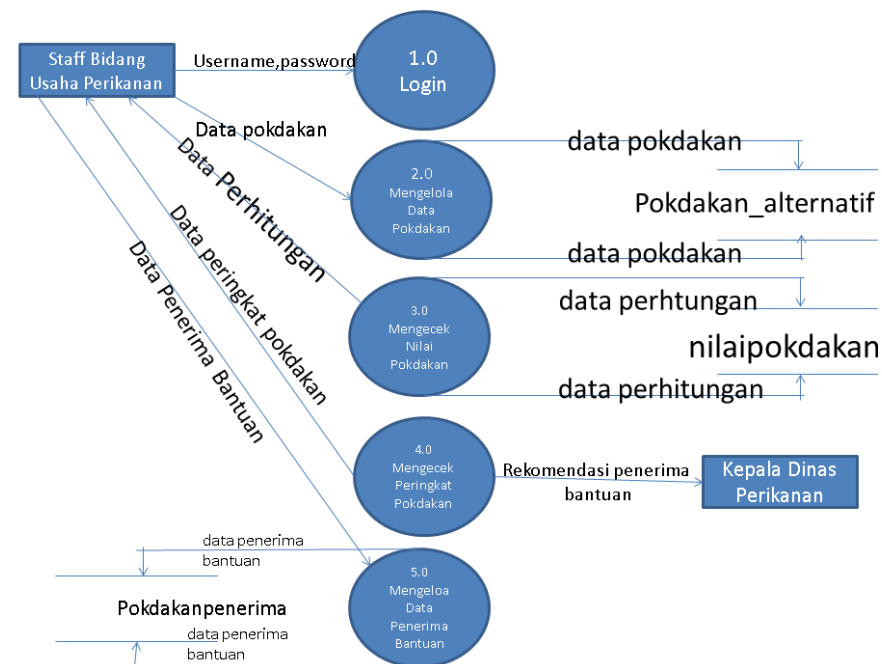 Staff Bidang
Usaha Perikanan
Username,password
1.0
Login
Data pokdakan
Data Perhitungan
Data peringkat pokdakan
Data Penerima Bantuan
2.0
Mengelola
Data
Pokdakan
data pokdakan
Pokdakan_alternatif
data pokdakan
3.0
Mengecek
Nilai
Pokdakan
data perhtungan
nilaipokdakan
data perhitungan
4.0
Mengecek
Peringkat
Pokdakan
Rekomendasi penerima
bantuan
Kepala Dinas
Perikanan
data penerima
bantuan
5.0
Mengeloa
Data
Penerima
Bantuan
Pokdakanpenerima
data penerima
bantuan